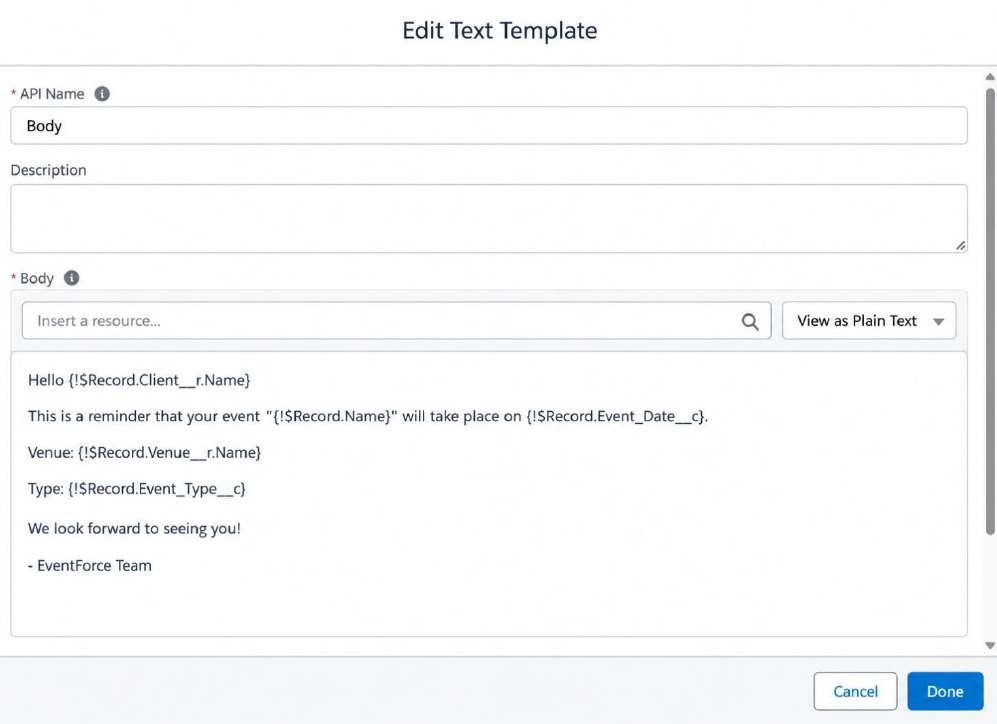 Edit Text Template
* API Name
Body
Description
* Body
Insert a resource...
View as Plain Text
Hello {!$Record.Client__r.Name}
This is a reminder that your event "{!$Record.Name}" will take place on {!$Record.Event_Date__c}.
Venue: {!$Record.Venue__r.Name}
Type: {!$Record.Event_Type__c}
We look forward to seeing you!
- EventForce Team
Cancel
Done